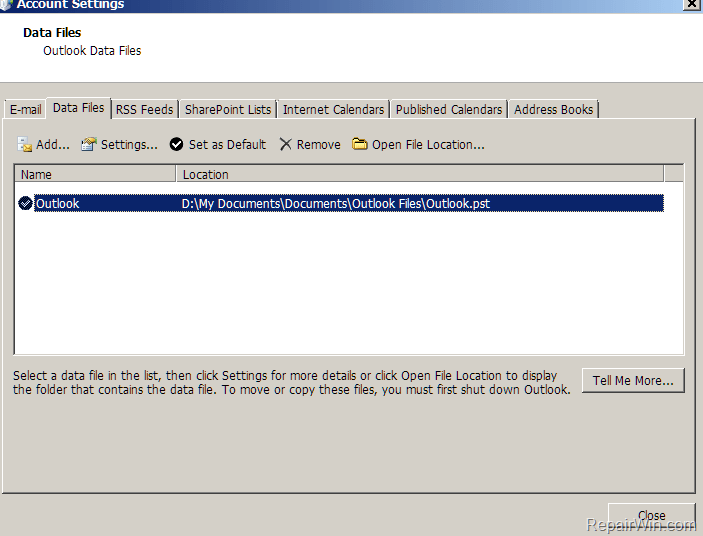 Account Settings
Data Files
Outlook Data Files
E-mail Data Files RSS Feeds SharePoint Lists Internet Calendars Published Calendars Address Books
Add... Settings... Set as Default Remove Open File Location...
Name Location
Outlook D:\My Documents\Documents\Outlook Files\Outlook.pst
Select a data file in the list, then click Settings for more details or click Open File Location to display
the folder that contains the data file. To move or copy these files, you must first shut down Outlook.
Tell Me More...
Close
RepairWin.com